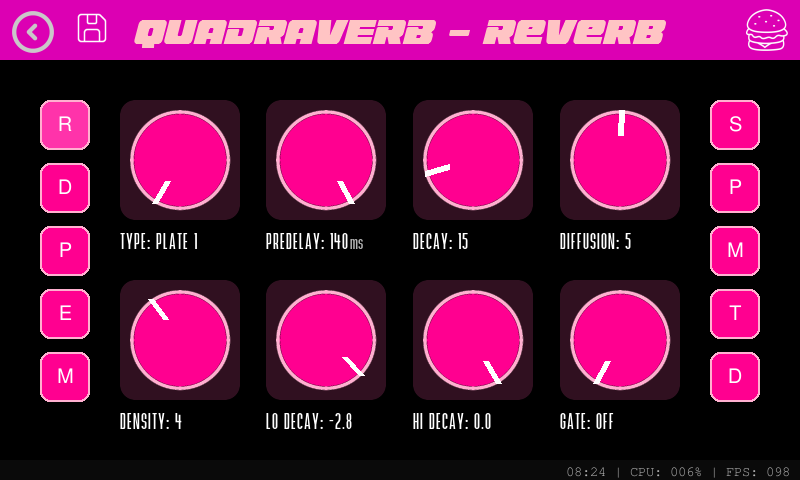 QUADRAVERB - REVERB
R
S
TYPE: PLATE 1
PREDELAY: 140ms
DECAY: 15
DIFFUSION: 5
D
P
P
M
E
T
M
D
DENSITY: 4
LO DECAY: -2.8
HI DECAY: 0.0
GATE: OFF
08:24 | CPU: 006% | FPS: 098